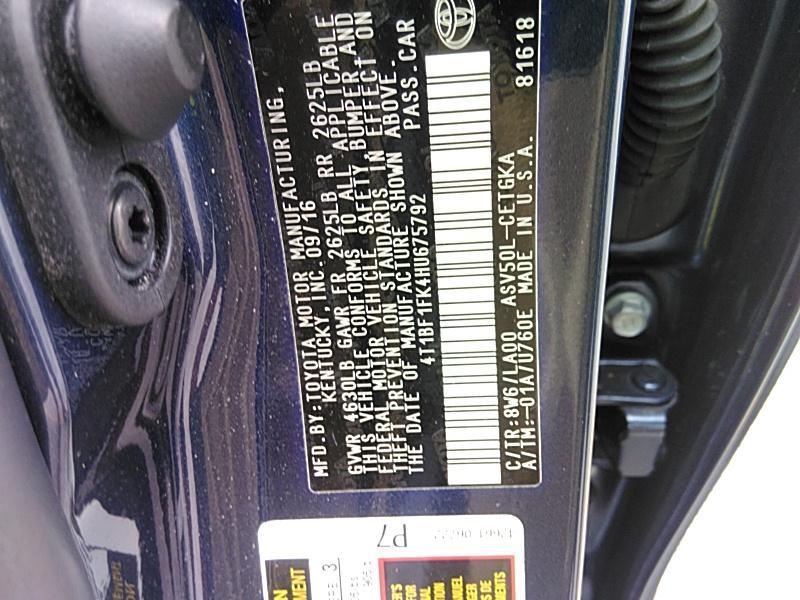 MFD.BY:TOYOTA MOTOR MANUFACTURING,
KENTUCKY, INC. 09/16
GVWR 4630LB GAWR FR 2625LB RR 2625LB
THIS VEHICLE CONFORMS TO ALL APPLICABLE
FEDERAL MOTOR VEHICLE SAFETY, BUMPER, AND
THEFT PREVENTION STANDARDS IN EFFECT ON
THE DATE OF MANUFACTURE SHOWN ABOVE.
4T1BF1FK4HU675792 PASS.CAR
C/TR:8W6/LA00 ASV50L-CETGKA
A/TM:-01A/U760E MADE IN U.S.A. 81618
P7